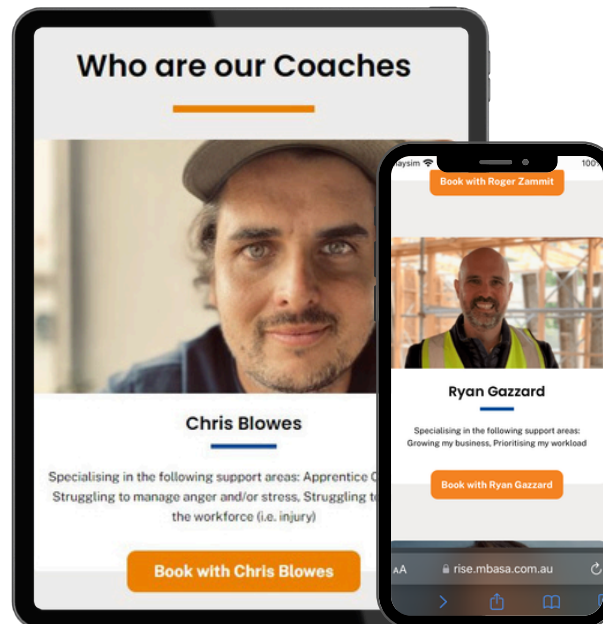 Who are our Coaches
Chris Blowes
Specialising in the following support areas: Apprentice
Struggling to manage anger and/or stress, Struggling
the workforce (i.e. injury)
Book with Chris Blowes
aysim
100%
Book with Roger Zammit
Ryan Gazzard
Specialising in the following support areas:
Growing my business, Prioritising my workload
Book with Ryan Gazzard
AA
rise.mbasa.com.au